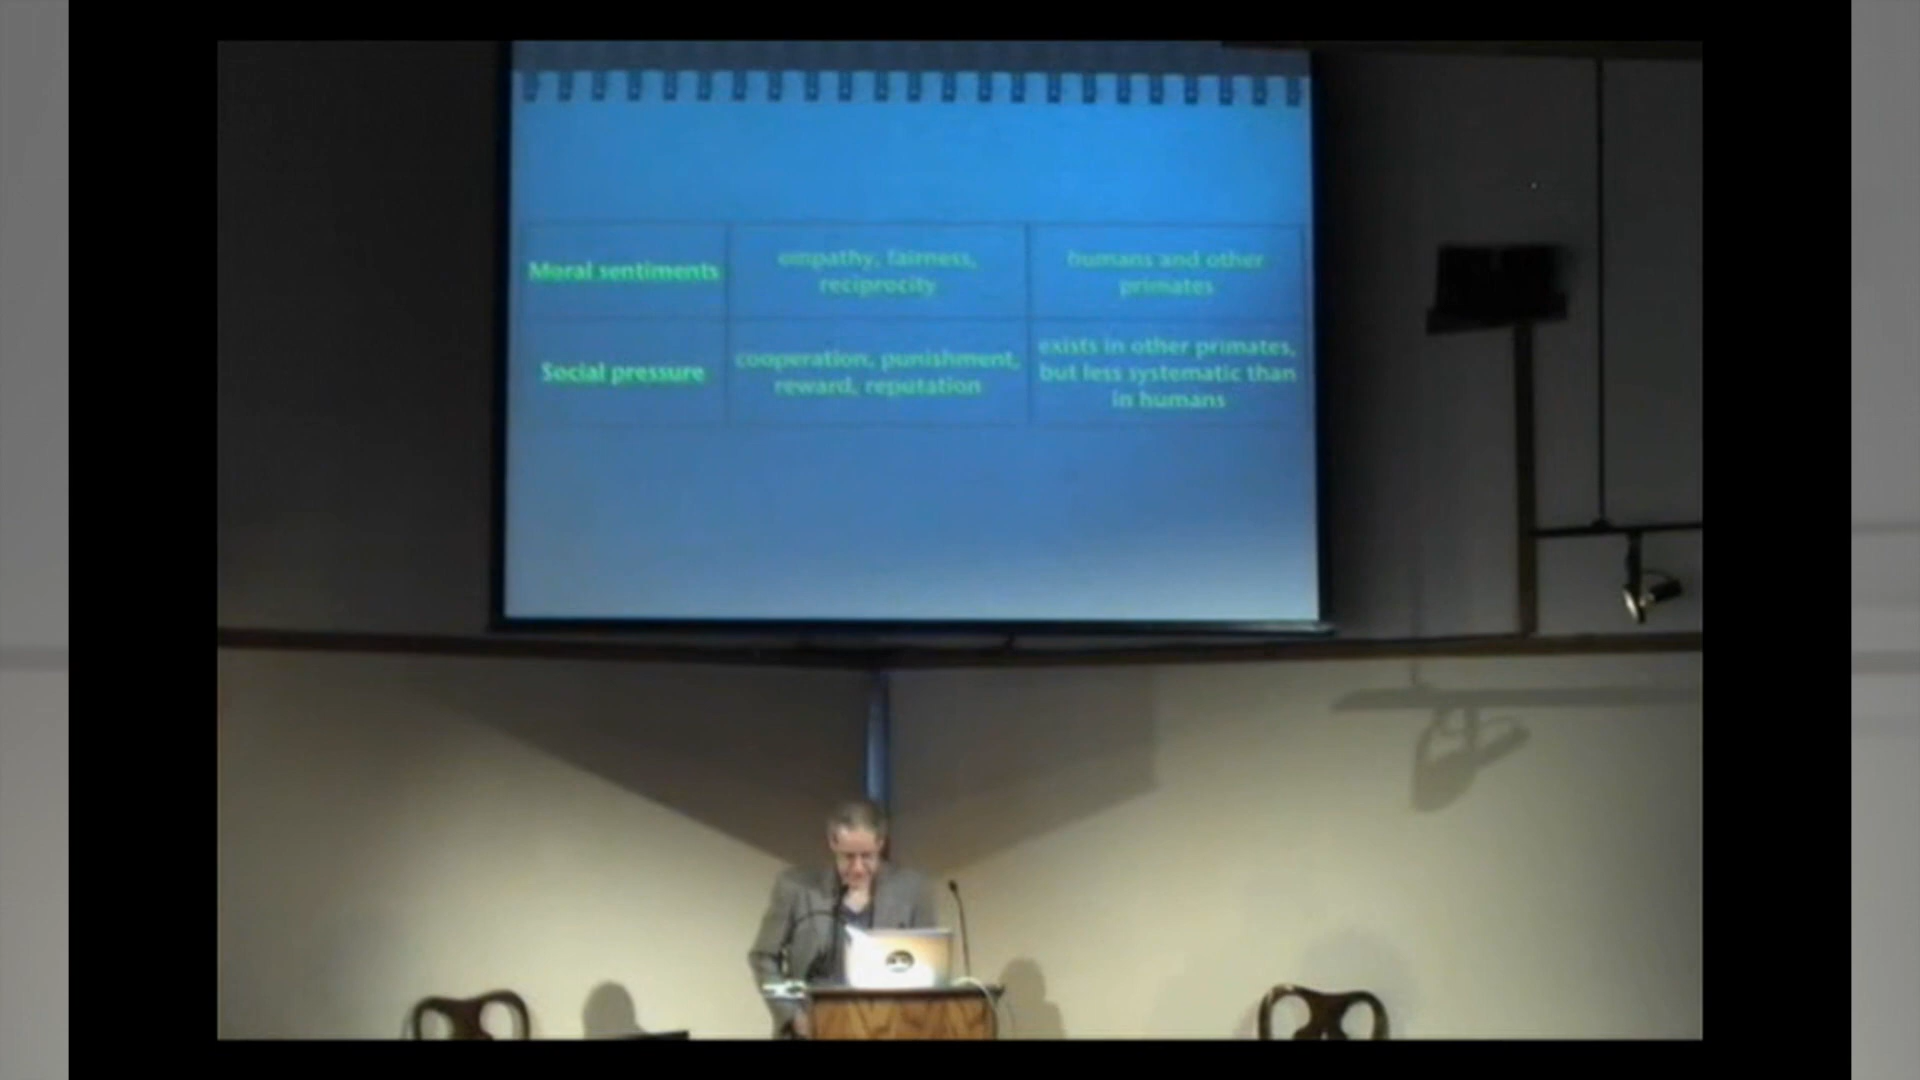 Moral sentiments
empathy, fairness,
reciprocity
humans and other
primates
Social pressure
cooperation, punishment,
reward, reputation
exists in other primates,
but less systematic than
in humans